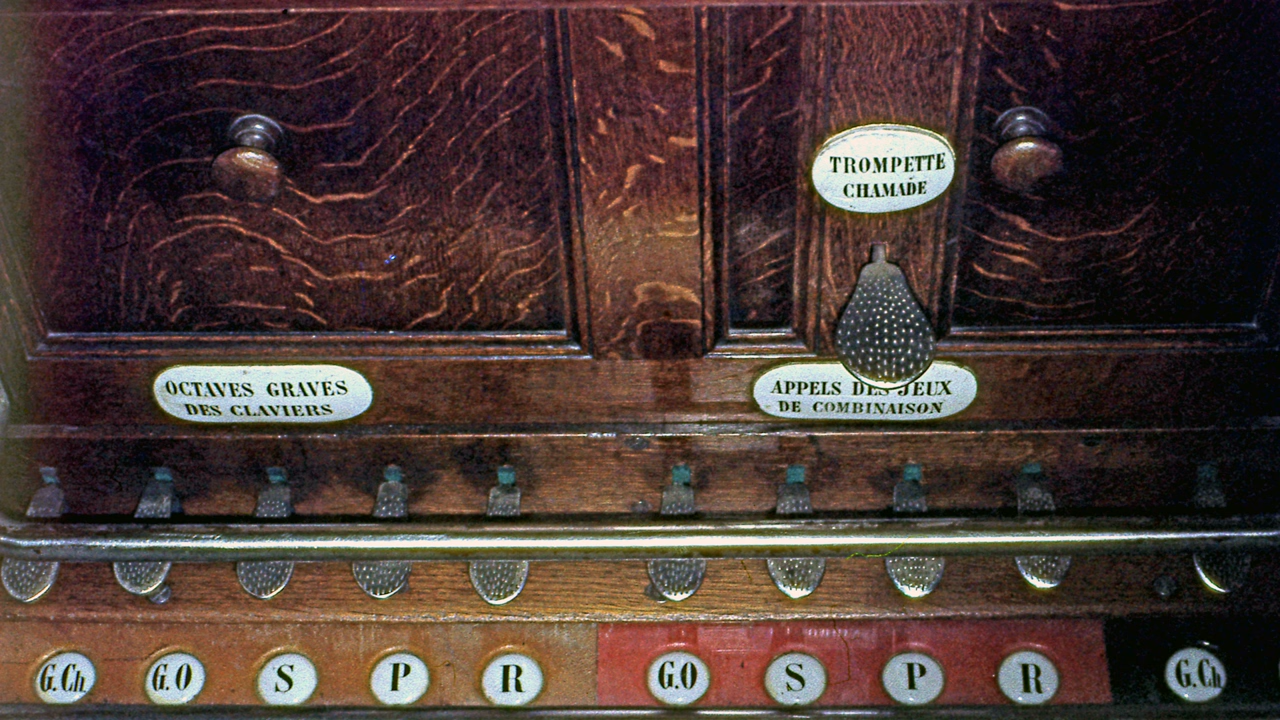 TROMPETTE
CHAMADE
OCTAVES GRAVES
DES CLAVIERS
APPELS DES JEUX
DE COMBINAISON
G.Ch.
G.O
S
P
R
G.O
S
P
R
G.Ch